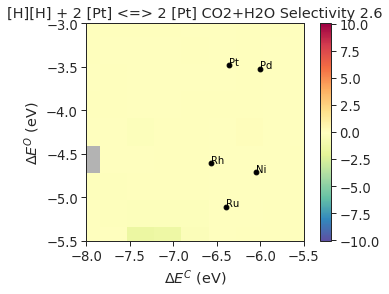 [H][H] + 2 [Pt] <=> 2 [Pt] CO2+H2O Selectivity 2.6
−3.0
−3.5
−4.0
−4.5
−5.0
−5.5
ΔE^O (eV)
Pt
Pd
Rh
Ni
Ru
−8.0 −7.5 −7.0 −6.5 −6.0 −5.5
ΔE^C (eV)
10.0
7.5
5.0
2.5
0.0
−2.5
−5.0
−7.5
−10.0